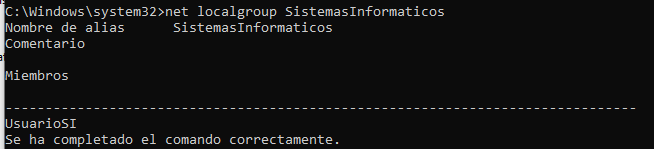 C:\Windows\system32>net localgroup SistemasInformaticos
Nombre de alias      SistemasInformaticos
Comentario
Miembros
-------------------------------------------------------------------------------
UsuarioSI
Se ha completado el comando correctamente.